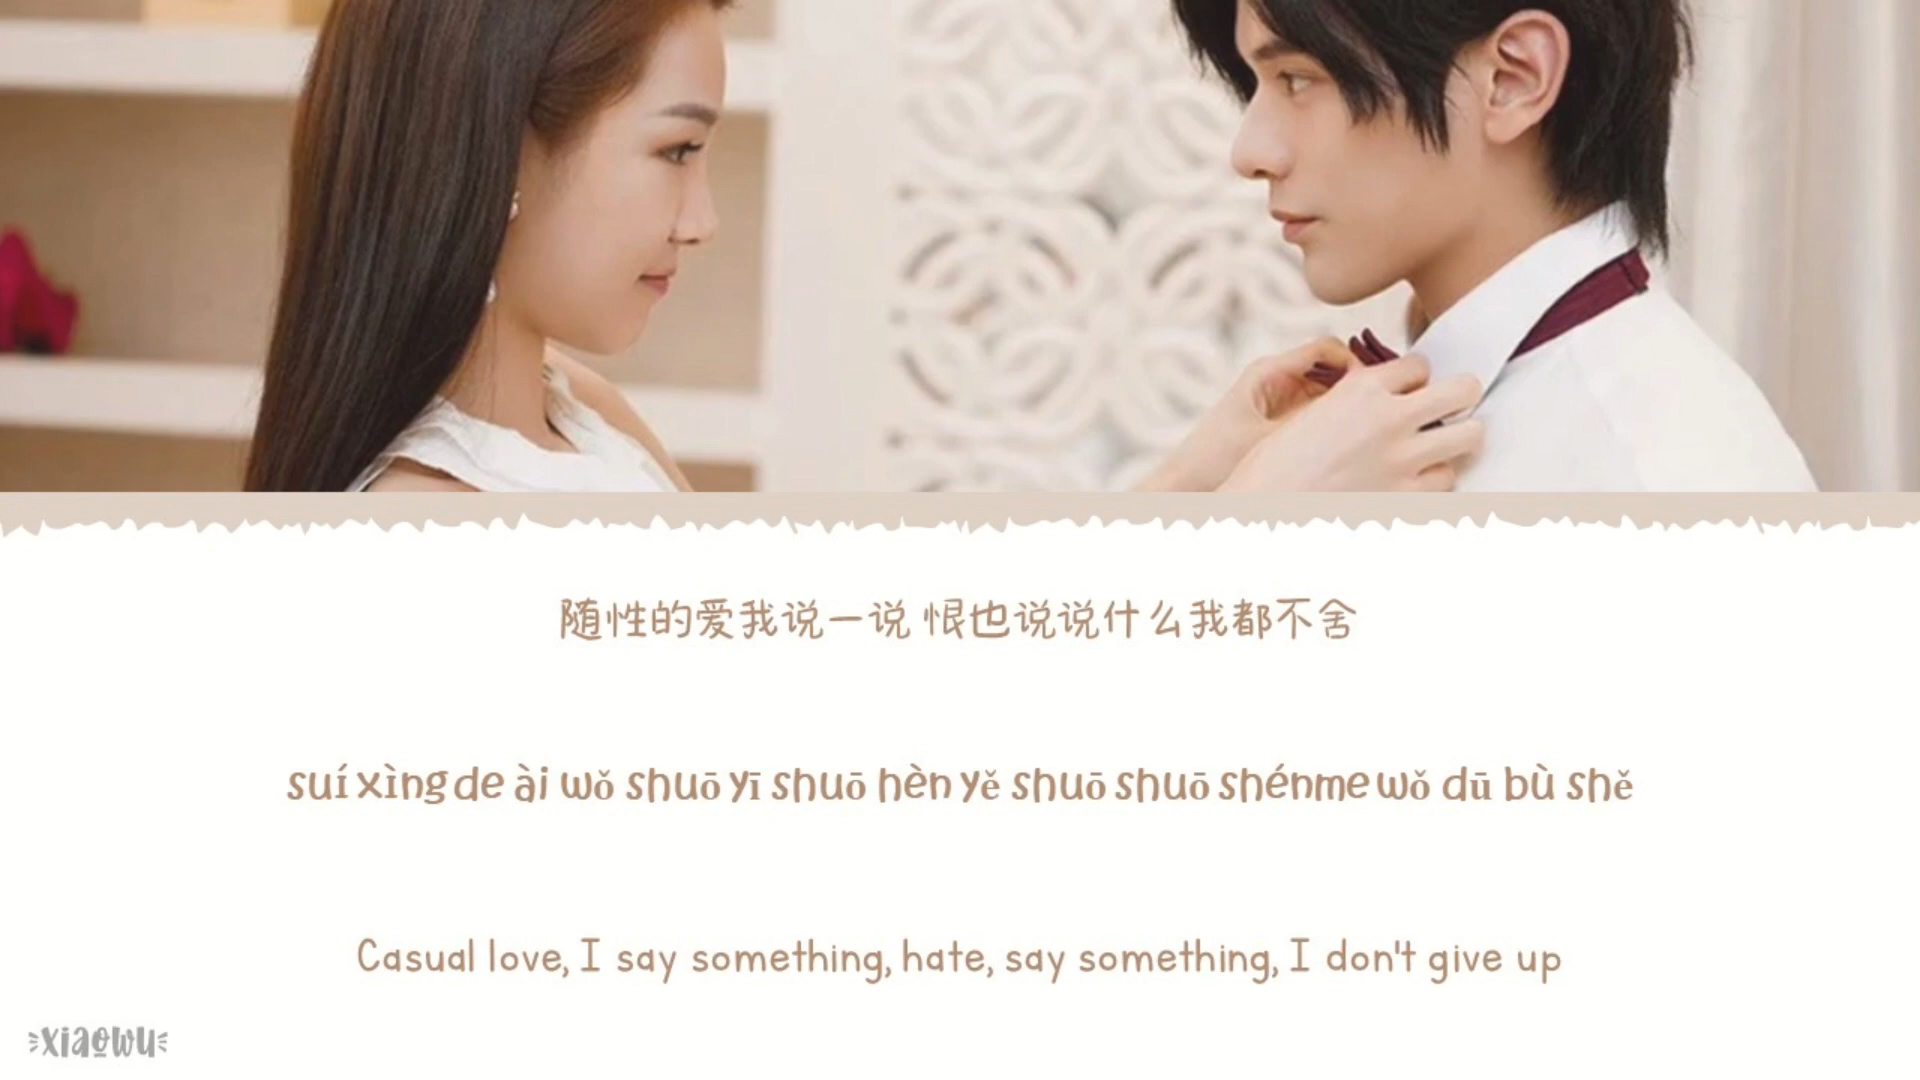 随性的爱我说一说 恨也说说什么我都不舍
suí xìng de ài wǒ shuō yī shuō hèn yě shuō shuō shénme wǒ dū bù shě
Casual love, I say something, hate, say something, I don't give up
xiaowu